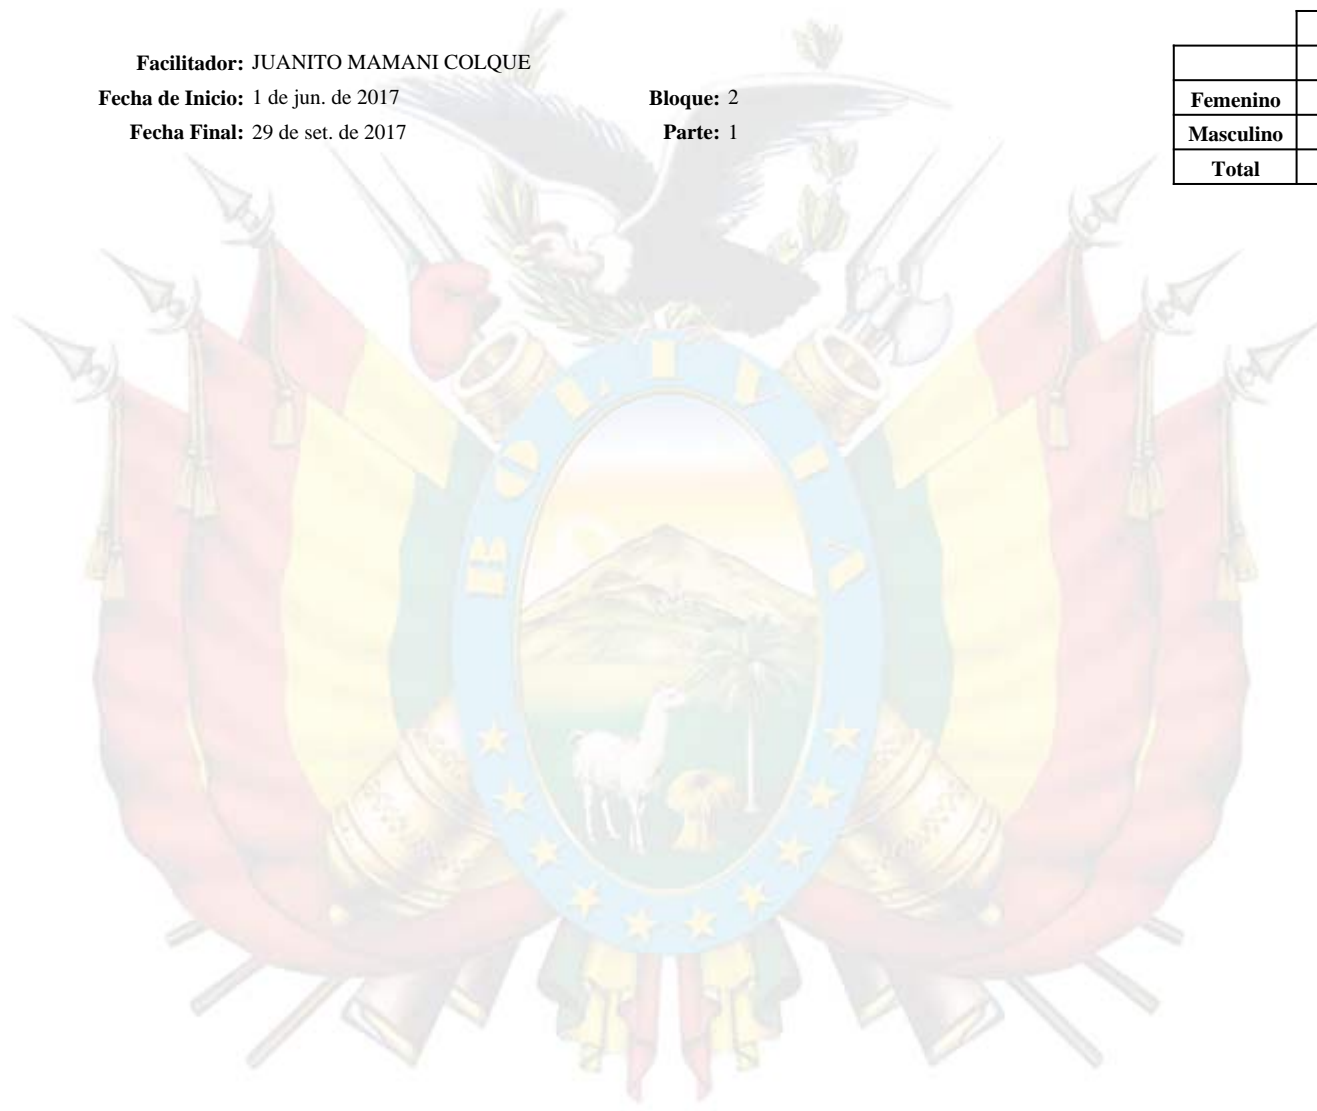 Facilitador: JUANITO MAMANI COLQUE
Fecha de Inicio: 1 de jun. de 2017 Bloque: 2
Fecha Final: 29 de set. de 2017 Parte: 1
Femenino
Masculino
Total
BOLIVIA